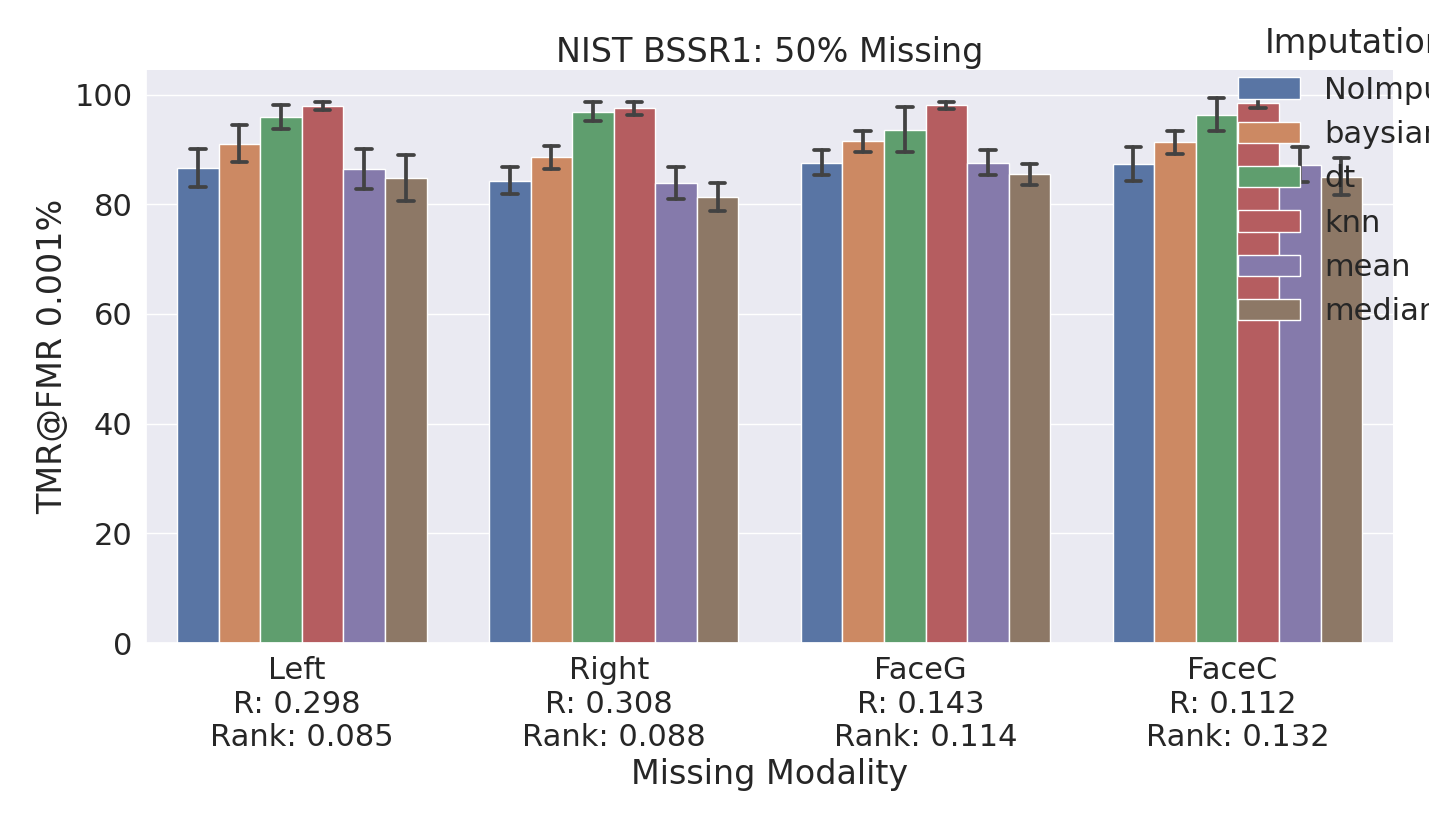 NIST BSSR1: 50% Missing
Imputation
NoImpu
baysian
dt
knn
mean
median
TMR@FMR 0.001%
100
80
60
40
20
0
Left
R: 0.298
Rank: 0.085
Right
R: 0.308
Rank: 0.088
FaceG
R: 0.143
Rank: 0.114
FaceC
R: 0.112
Rank: 0.132
Missing Modality